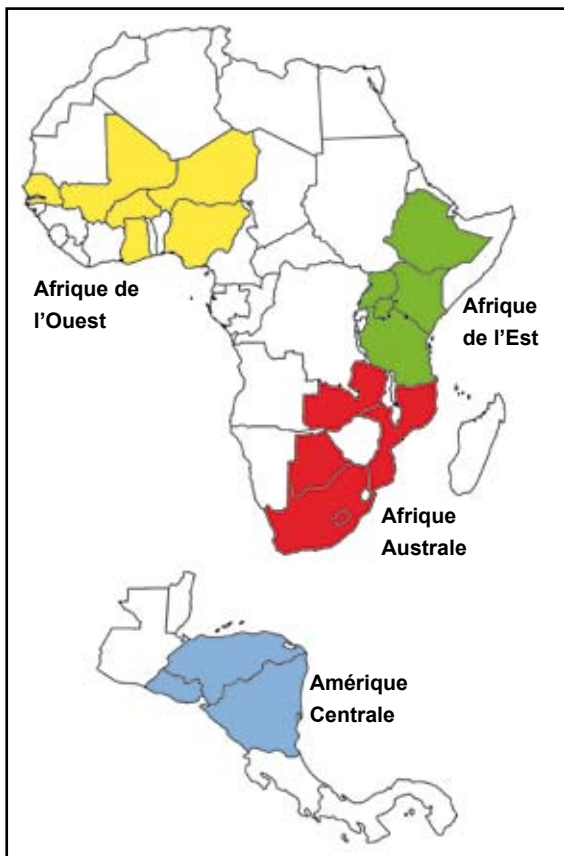 Afrique de
l’Ouest
Afrique
de l’Est
Afrique
Australe
Amérique
Centrale